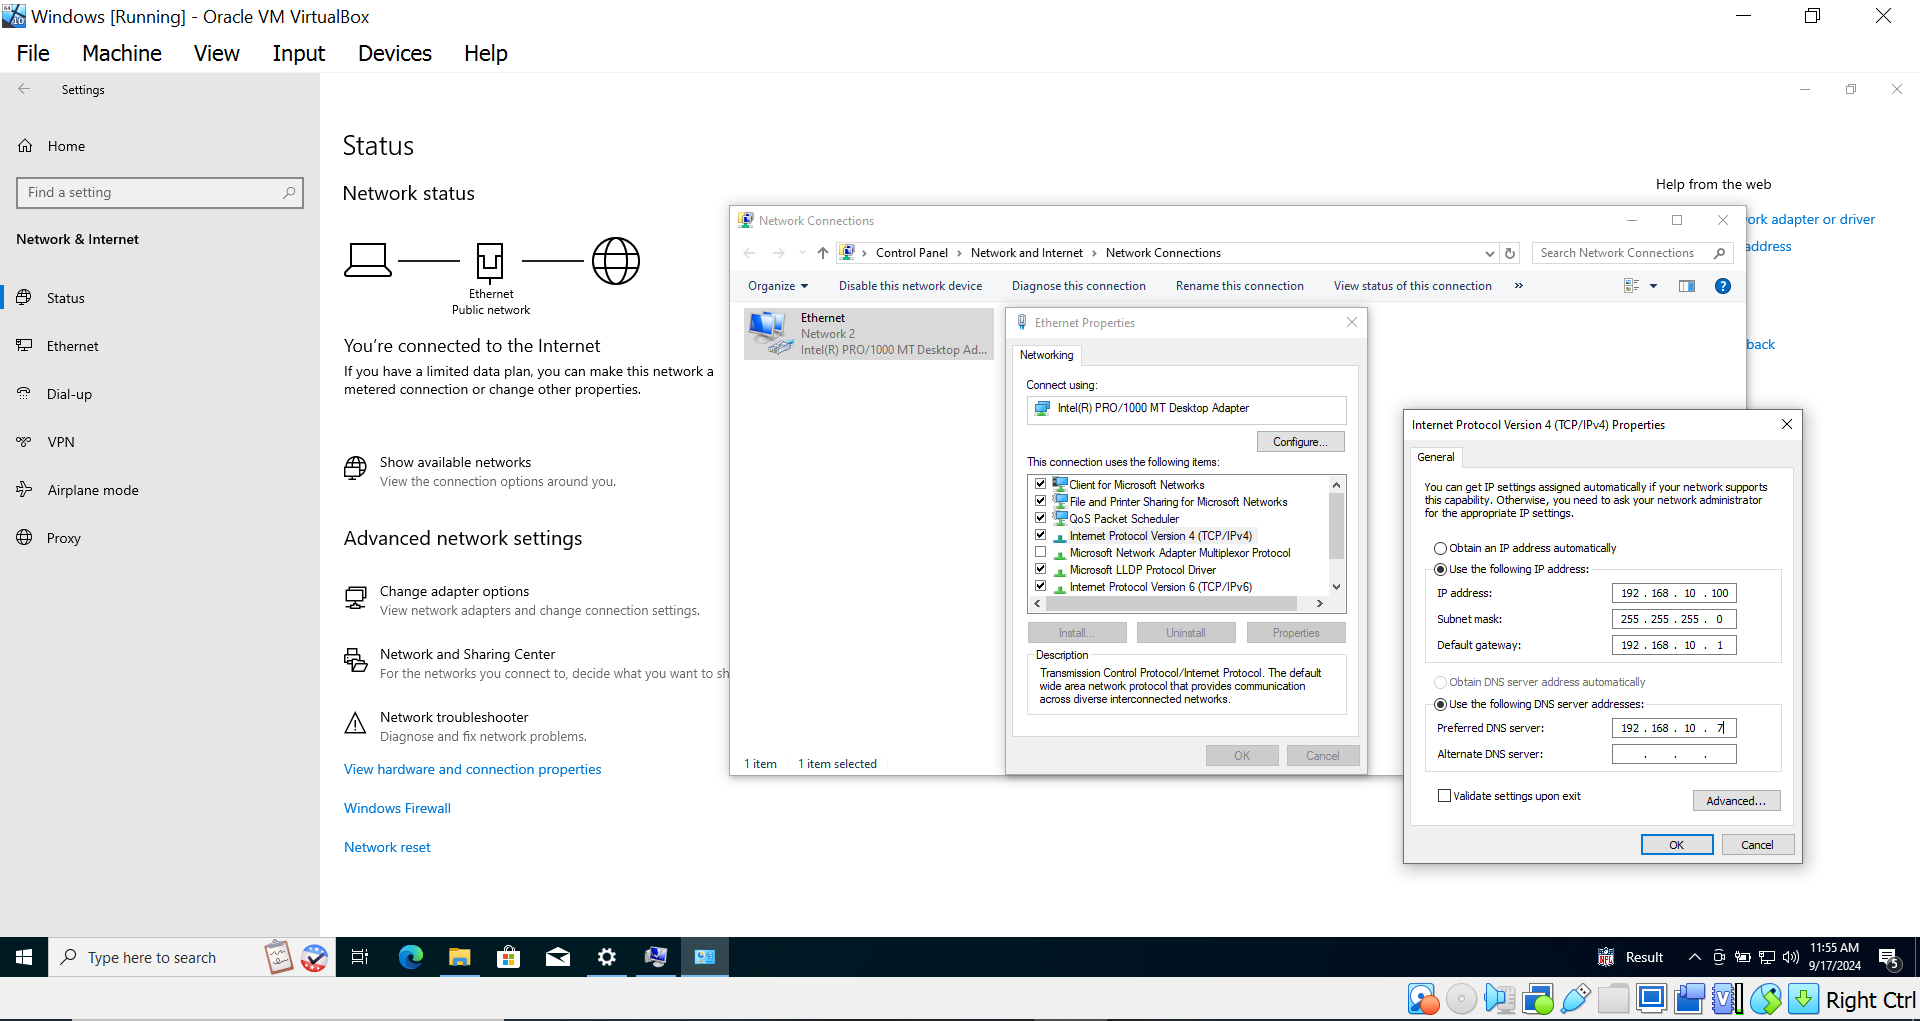 Windows [Running] - Oracle VM VirtualBox
File Machine View Input Devices Help
Settings
Home
Find a setting
Network & Internet
Status
Ethernet
Dial-up
VPN
Airplane mode
Proxy
Status
Network status
Ethernet
Public network
You're connected to the Internet
If you have a limited data plan, you can make this network a
metered connection or change other properties.
Show available networks
View the connection options around you.
Advanced network settings
Change adapter options
View network adapters and change connection settings.
Network and Sharing Center
For the networks you connect to, decide what you want to sh
Network troubleshooter
Diagnose and fix network problems.
View hardware and connection properties
Windows Firewall
Network reset
Help from the web
ork adapter or driver
address
back
Network Connections
Control Panel > Network and Internet > Network Connections
Search Network Connections
Organize
Disable this network device
Diagnose this connection
Rename this connection
View status of this connection
»
Ethernet
Network 2
Intel(R) PRO/1000 MT Desktop Ad...
1 item
1 item selected
Ethernet Properties
Networking
Connect using:
Intel(R) PRO/1000 MT Desktop Adapter
Configure...
This connection uses the following items:
Client for Microsoft Networks
File and Printer Sharing for Microsoft Networks
QoS Packet Scheduler
Internet Protocol Version 4 (TCP/IPv4)
Microsoft Network Adapter Multiplexor Protocol
Microsoft LLDP Protocol Driver
Internet Protocol Version 6 (TCP/IPv6)
Install...
Uninstall
Properties
Description
Transmission Control Protocol/Internet Protocol. The default
wide area network protocol that provides communication
across diverse interconnected networks.
OK
Cancel
Internet Protocol Version 4 (TCP/IPv4) Properties
General
You can get IP settings assigned automatically if your network supports
this capability. Otherwise, you need to ask your network administrator
for the appropriate IP settings.
Obtain an IP address automatically
Use the following IP address:
IP address: 192 . 168 . 10 . 100
Subnet mask: 255 . 255 . 255 . 0
Default gateway: 192 . 168 . 10 . 1
Obtain DNS server address automatically
Use the following DNS server addresses:
Preferred DNS server: 192 . 168 . 10 . 7
Alternate DNS server: . . .
Validate settings upon exit
Advanced...
OK
Cancel
Type here to search
Result
11:55 AM
9/17/2024
5
Right Ctrl